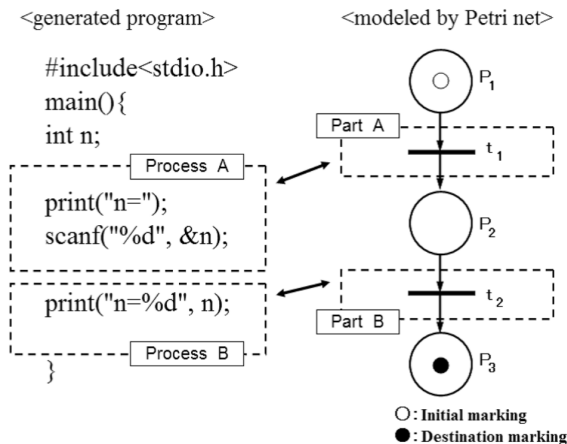 <generated program>
#include<stdio.h>
main(){
int n;
Process A
print("n=");
scanf("%d", &n);
print("n=%d", n);
Process B
}
<modeled by Petri net>
P1
Part A
t1
P2
t2
Part B
P3
○: Initial marking
●: Destination marking